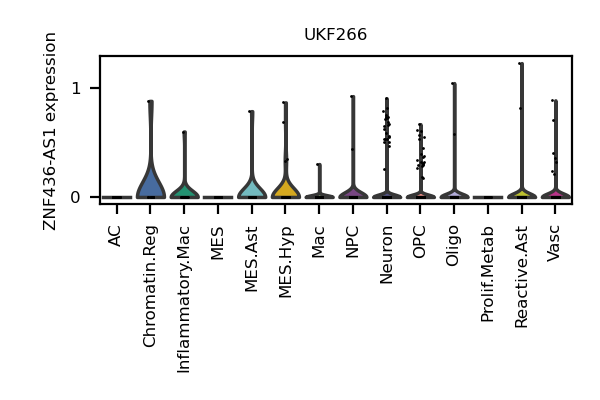 UKF266
ZNF436-AS1 expression
1
0
AC
Chromatin.Reg
Inflammatory.Mac
MES
MES.Ast
MES.Hyp
Mac
NPC
Neuron
OPC
Oligo
Prolif.Metab
Reactive.Ast
Vasc